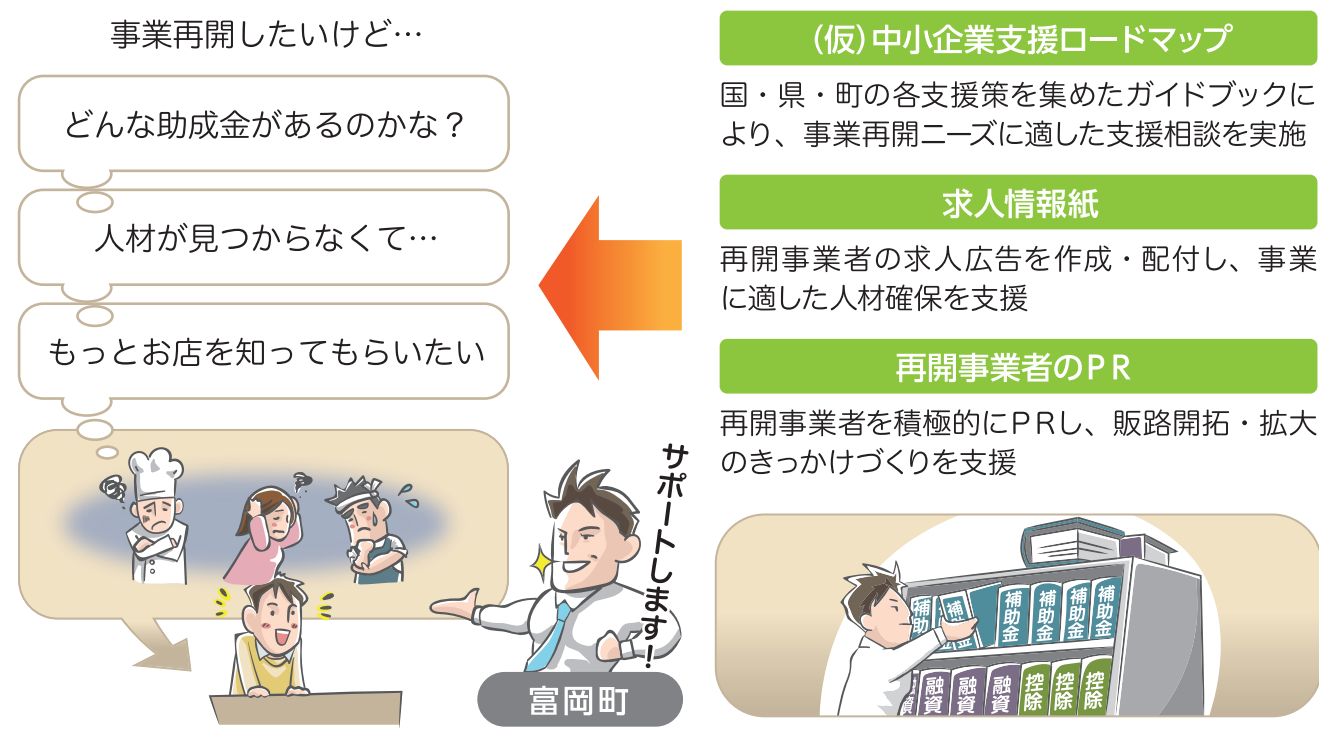 事業再開したいけど…
どんな助成金があるのかな？
人材が見つからなくて…
もっとお店を知ってもらいたい
サポートします！
富岡町
（仮）中小企業支援ロードマップ
国・県・町の各支援策を集めたガイドブックに
より、事業再開ニーズに適した支援相談を実施
求人情報紙
再開事業者の求人広告を作成・配付し、事業
に適した人材確保を支援
再開事業者のＰＲ
再開事業者を積極的にＰＲし、販路開拓・拡大
のきっかけづくりを支援
補助
補
金
補助金
補助金
補助金
補助金
融資
融資
融資
控除
控除
控除